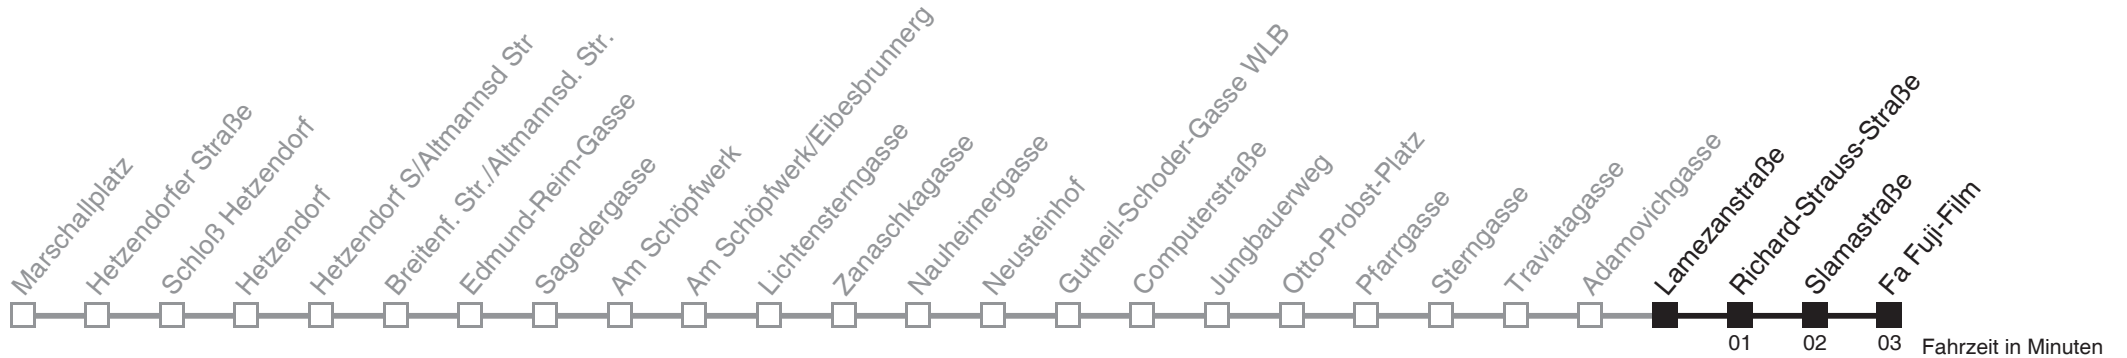 Marschallplatz
Hetzendorfer Straße
Schloß Hetzendorf
Hetzendorf
Hetzendorf S/Altmannsd Str
Breitenf. Str./Altmannsd. Str.
Edmund-Reim-Gasse
Sagedergasse
Am Schöpfwerk
Am Schöpfwerk/Eibesbrunnerg
Lichtensterngasse
Zanaschkagasse
Nauheimergasse
Neusteinhof
Gutheil-Schoder-Gasse WLB
Computerstraße
Jungbauerweg
Otto-Probst-Platz
Pfarrgasse
Sterngasse
Traviatagasse
Adamovichgasse
Lamezanstraße
Richard-Strauss-Straße
Slamastraße
Fa Fuji-Film
01 02 03 Fahrzeit in Minuten